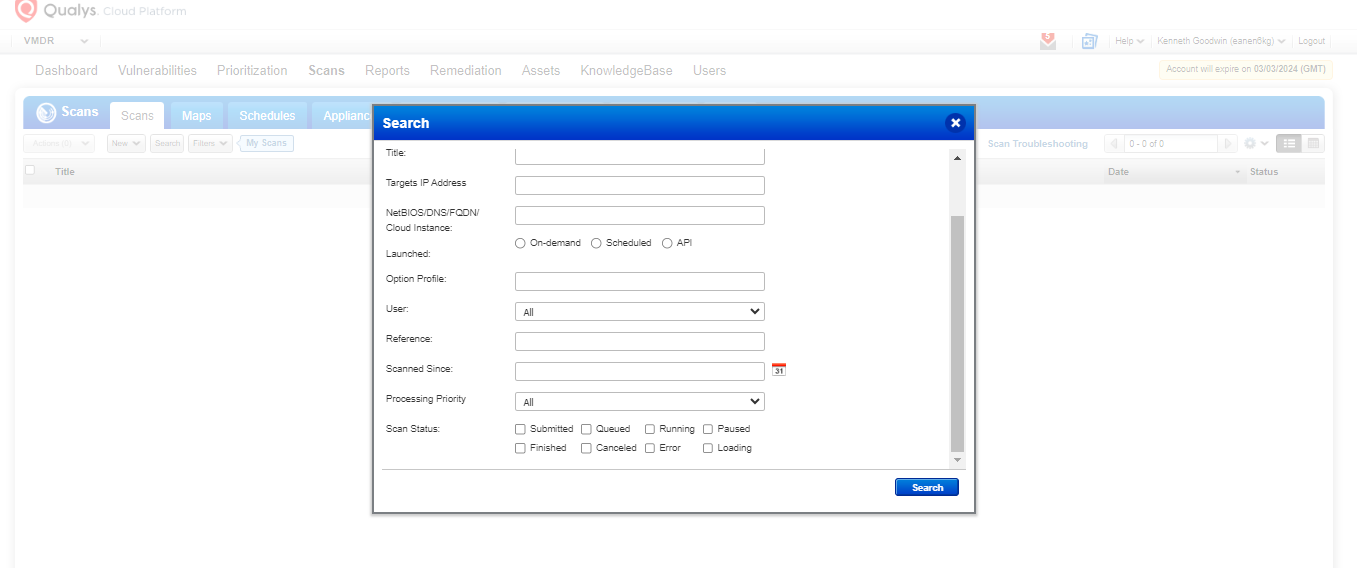 Qualys. Cloud Platform
VMDR
5
Help
Kenneth Goodwin (eanen6kg)
Logout
Dashboard Vulnerabilities Prioritization Scans Reports Remediation Assets KnowledgeBase Users
Account will expire on 03/03/2024 (GMT)
Scans Scans Maps Schedules Applianc
Actions (0) New Search Filters My Scans
Scan Troubleshooting 0 - 0 of 0
Title Date Status
Search
Title:
Targets IP Address
NetBIOS/DNS/FQDN/
Cloud Instance:
Launched: On-demand Scheduled API
Option Profile:
User: All
Reference:
Scanned Since: 31
Processing Priority All
Scan Status: Submitted Queued Running Paused
Finished Canceled Error Loading
Search